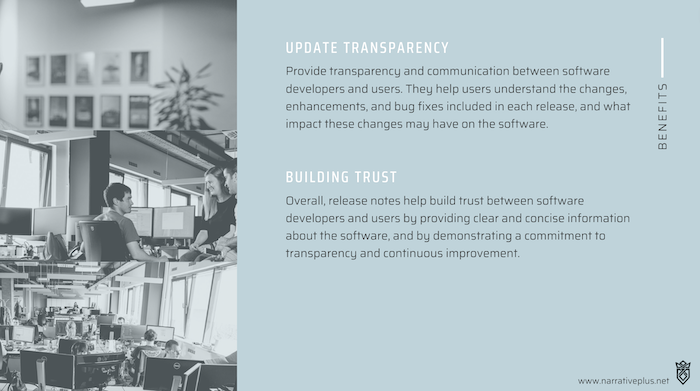 UPDATE TRANSPARENCY
Provide transparency and communication between software
developers and users. They help users understand the changes,
enhancements, and bug fixes included in each release, and what
impact these changes may have on the software.
BUILDING TRUST
Overall, release notes help build trust between software
developers and users by providing clear and concise information
about the software, and by demonstrating a commitment to
transparency and continuous improvement.
BENEFITS
www.narrativeplus.net